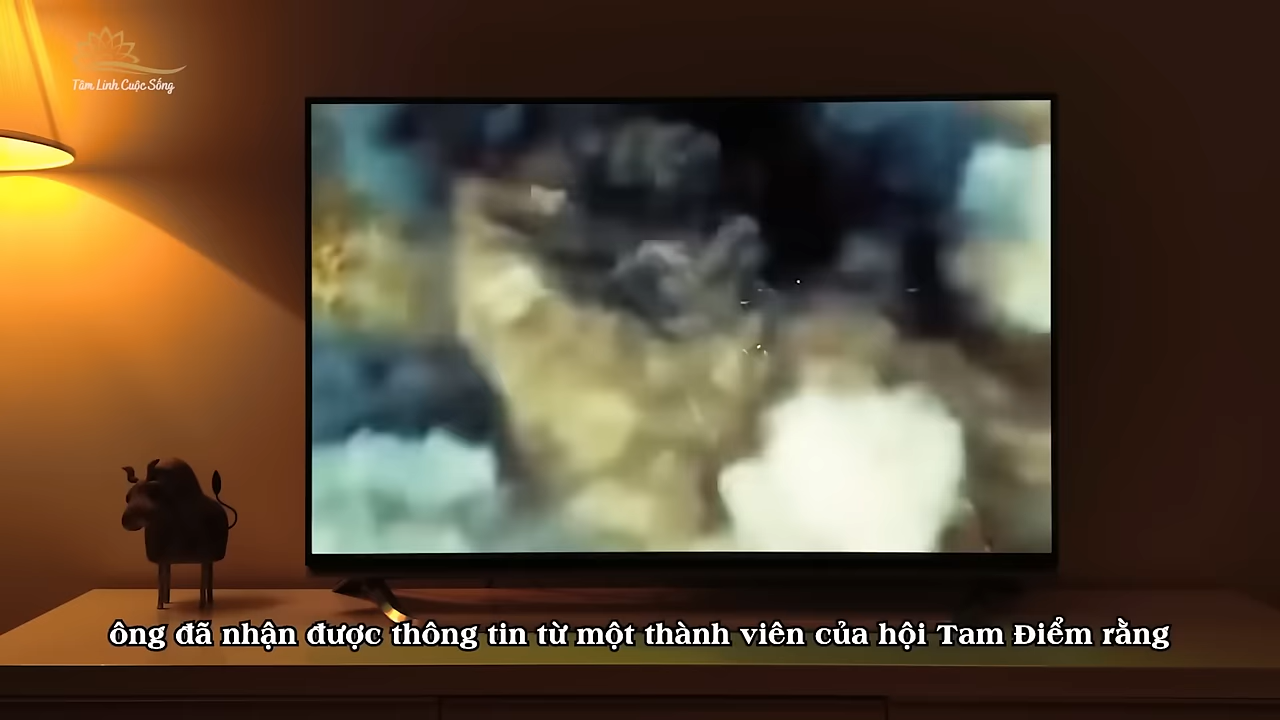 Tâm Linh Cuộc Sống
ông đã nhận được thông tin từ một thành viên của hội Tam Điểm rằng